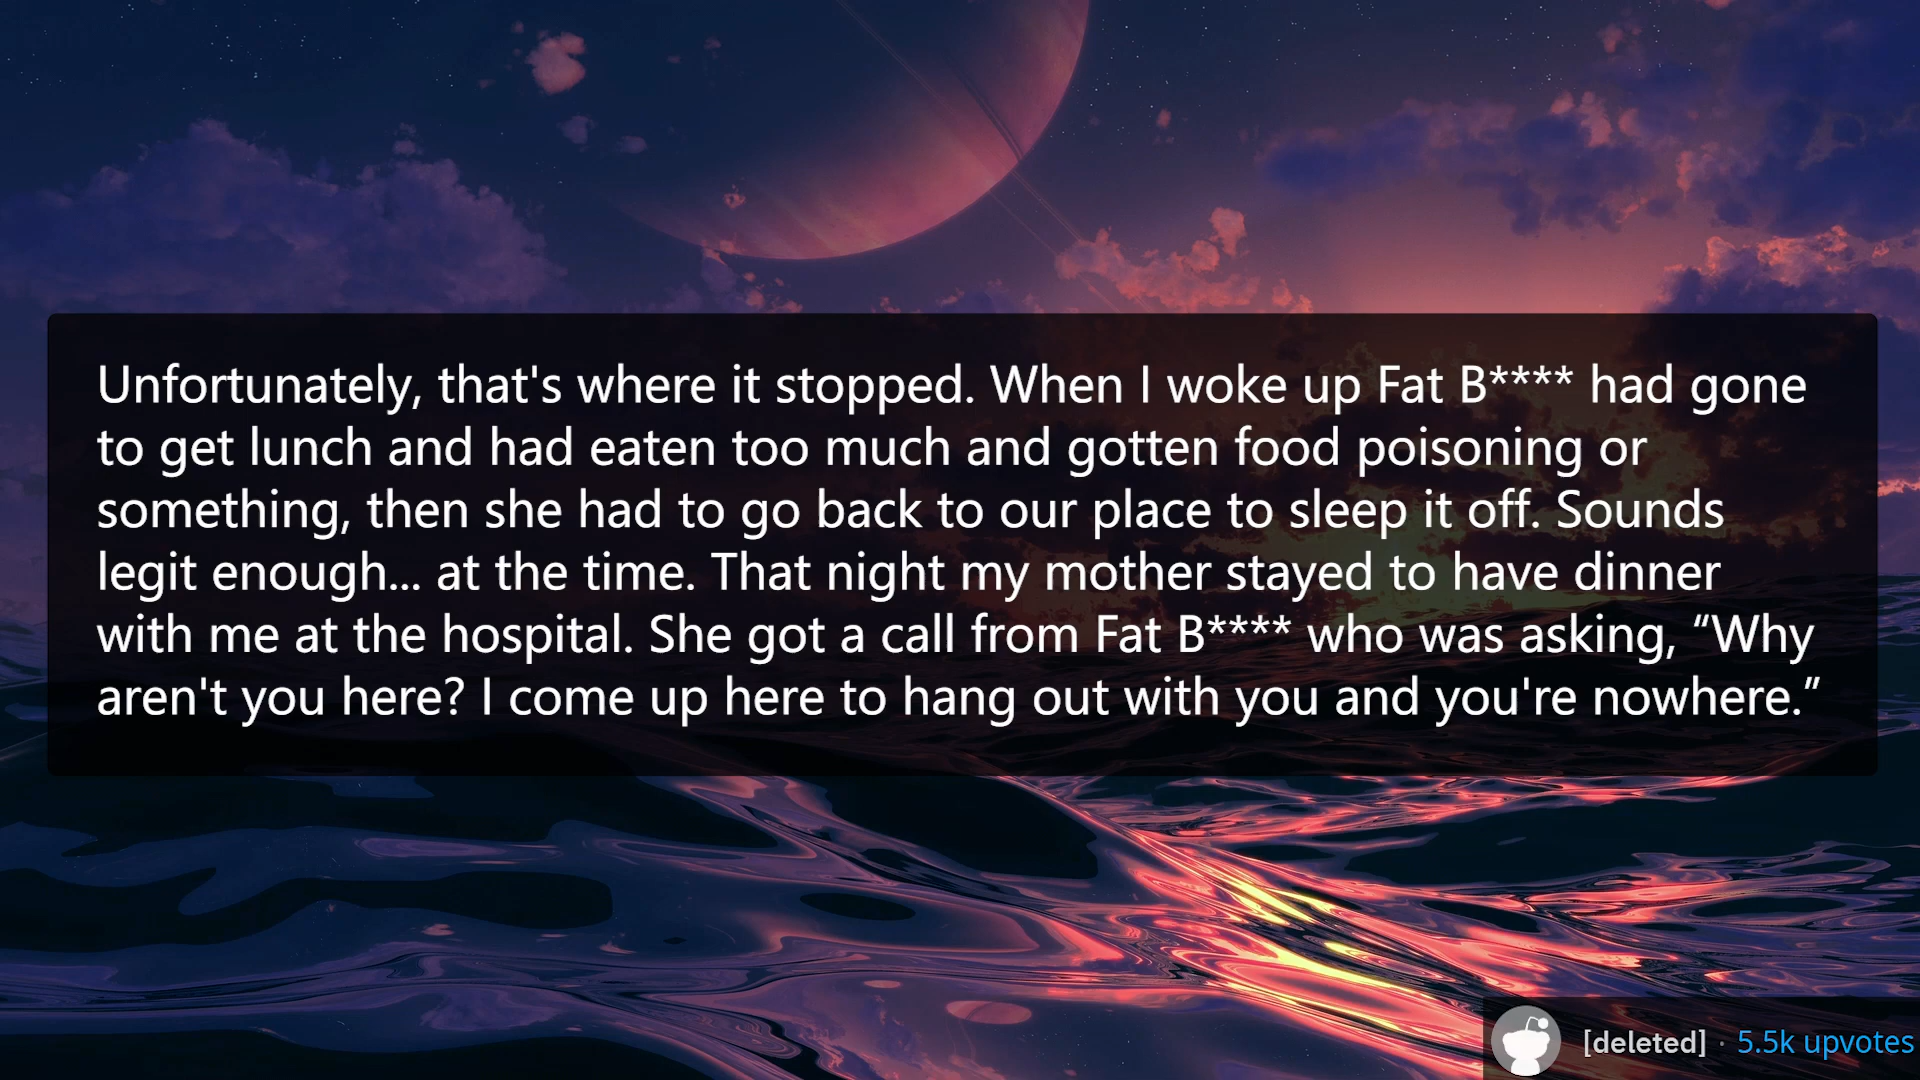 Unfortunately, that's where it stopped. When I woke up Fat B**** had gone
to get lunch and had eaten too much and gotten food poisoning or
something, then she had to go back to our place to sleep it off. Sounds
legit enough... at the time. That night my mother stayed to have dinner
with me at the hospital. She got a call from Fat B**** who was asking, “Why
aren't you here? I come up here to hang out with you and you're nowhere.”
[deleted] · 5.5k upvotes